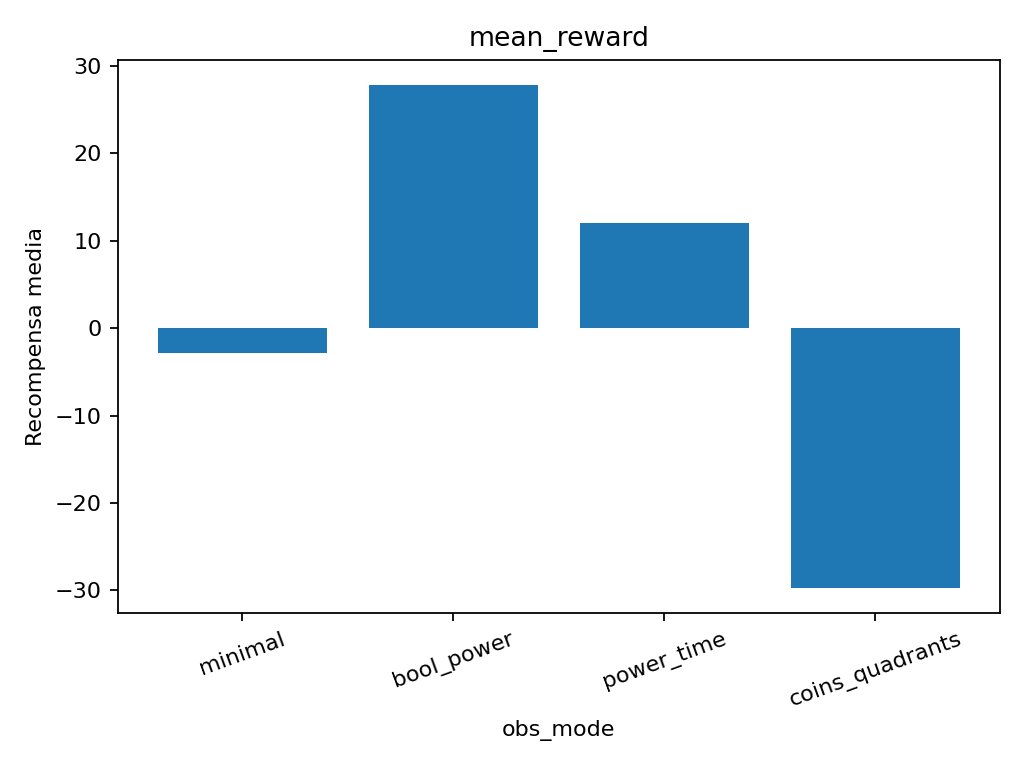 mean_reward
Recompensa media
30
20
10
0
−10
−20
−30
minimal
bool_power
power_time
coins_quadrants
obs_mode